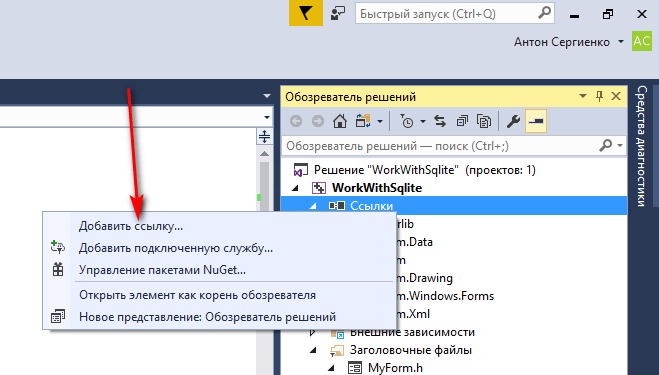 Быстрый запуск (Ctrl+Q)
Антон Сергиенко
AC
Обозреватель решений
Обозреватель решений — поиск (Ctrl+;)
Решение "WorkWithSqlite" (проектов: 1)
WorkWithSqlite
Ссылки
rlib
m.Data
m
m.Drawing
m.Windows.Forms
m.Xml
Внешние зависимости
Заголовочные файлы
MyForm.h
Добавить ссылку...
Добавить подключенную службу...
Управление пакетами NuGet...
Открыть элемент как корень обозревателя
Новое представление: Обозреватель решений
Средства диагностики